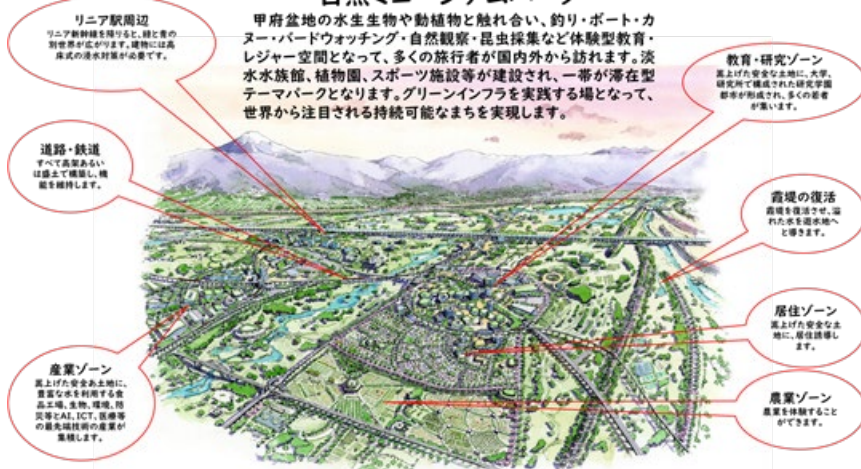 自然ミュージアムパーク
甲府盆地の水生生物や動植物と触れ合い、釣り・ボート・カ
ヌー・バードウォッチング・自然観察・昆虫採集など体験型教育・
レジャー空間となって、多くの旅行者が国内外から訪れます。淡
水水族館、植物園、スポーツ施設等が建設され、一帯が滞在型
テーマパークとなります。グリーンインフラを実践する場となって、
世界から注目される持続可能なまちを実現します。
リニア駅周辺
リニア新幹線を降りると、緑と青の
別世界が広がります。建物には高
床式の浸水対策が必要です。
道路・鉄道
すべて高架あるい
は盛土で構築し、機
能を維持します。
産業ゾーン
嵩上げた安全あ土地に、
豊富な水を利用する食
品工場、生物、環境、防
災等とAI、ICT、医療等
の最先端技術の産業が
集積します。
教育・研究ゾーン
嵩上げた安全な土地に、大学、
研究所で構成された研究学園
都市が形成され、多くの若者
が集います。
霞堤の復活
霞堤を復活させ、溢
れた水を遊水地へ
と導きます。
居住ゾーン
嵩上げた安全な土
地に、居住誘導し
ます。
農業ゾーン
農業を体験すること
ができます。